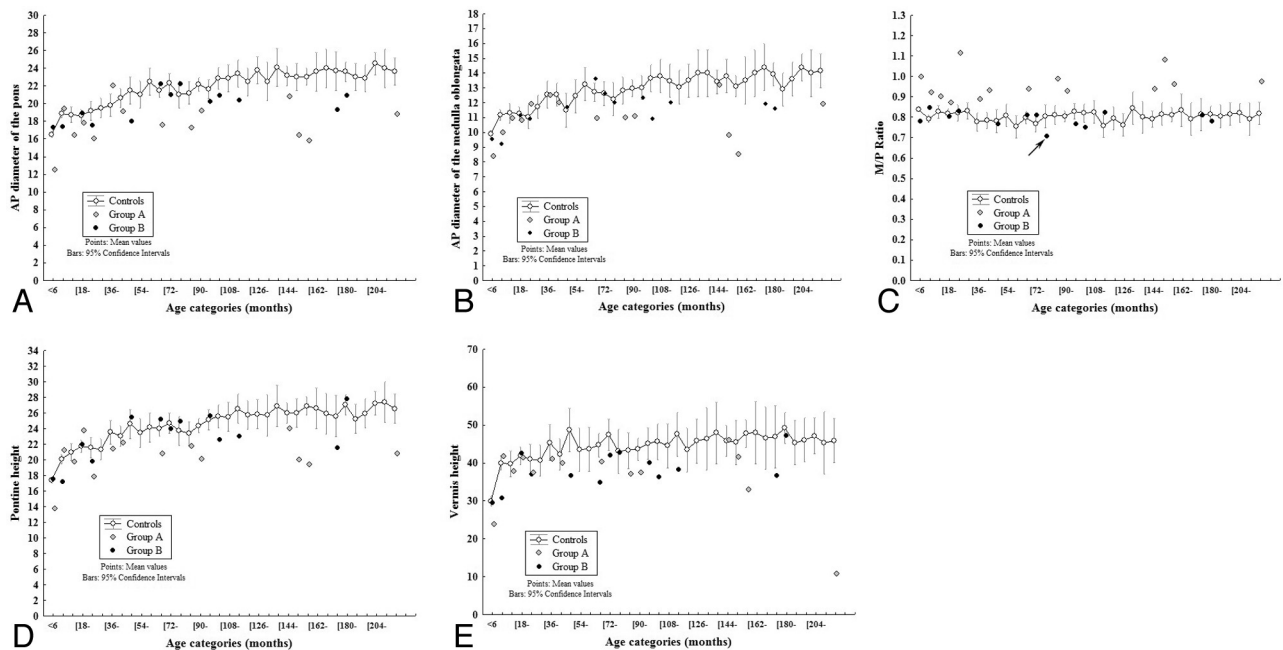 30
28
26
24
22
20
18
16
14
12
10
8
6
4
2
0
AP diameter of the pons
Controls
Group A
Group B
Points: Mean values
Bars: 95% Confidence Intervals
<6 [18- [36- [54- [72- [90- [108- [126- [144- [162- [180- [204-
Age categories (months)
A
18
17
16
15
14
13
12
11
10
9
8
7
6
5
4
3
2
1
0
AP diameter of the medulla oblongata
Controls
Group A
Group B
Points: Mean values
Bars: 95% Confidence Intervals
<6 [18- [36- [54- [72- [90- [108- [126- [144- [162- [180- [204-
Age categories (months)
B
1.3
1.2
1.1
1.0
0.9
0.8
0.7
0.6
0.5
0.4
0.3
0.2
0.1
0.0
M/P Ratio
Controls
Group A
Group B
Points: Mean values
Bars: 95% Confidence Intervals
<6 [18- [36- [54- [72- [90- [108- [126- [144- [162- [180- [204-
Age categories (months)
C
34
32
30
28
26
24
22
20
18
16
14
12
10
8
6
4
2
0
Pontine height
Controls
Group A
Group B
Points: Mean values
Bars: 95% Confidence Intervals
<6 [18- [36- [54- [72- [90- [108- [126- [144- [162- [180- [204-
Age categories (months)
D
70
60
50
40
30
20
10
0
Vermis height
Controls
Group A
Group B
Points: Mean values
Bars: 95% Confidence Intervals
<6 [18- [36- [54- [72- [90- [108- [126- [144- [162- [180- [204-
Age categories (months)
E